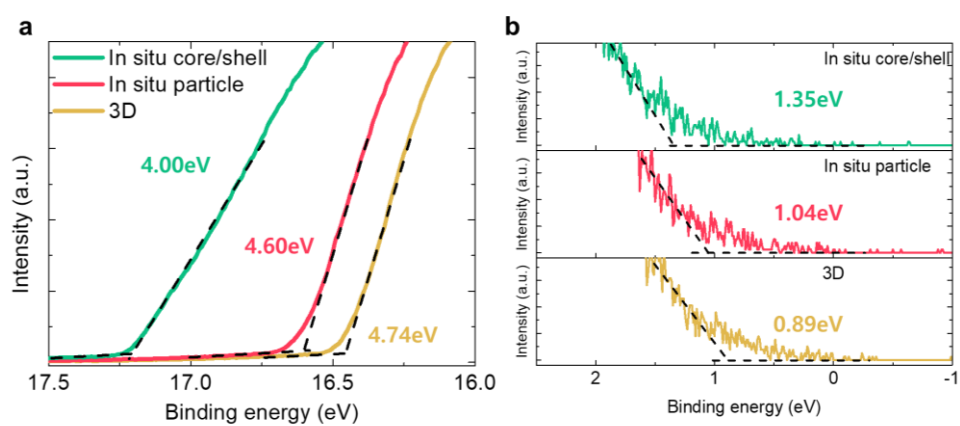 a
In situ core/shell
In situ particle
3D
4.00eV
4.60eV
4.74eV
17.5
17.0
16.5
16.0
Binding energy (eV)
Intensity (a.u.)
b
In situ core/shell
1.35eV
Intensity (a.u.)
In situ particle
1.04eV
Intensity (a.u.)
3D
0.89eV
Intensity (a.u.)
2
1
0
-1
Binding energy (eV)